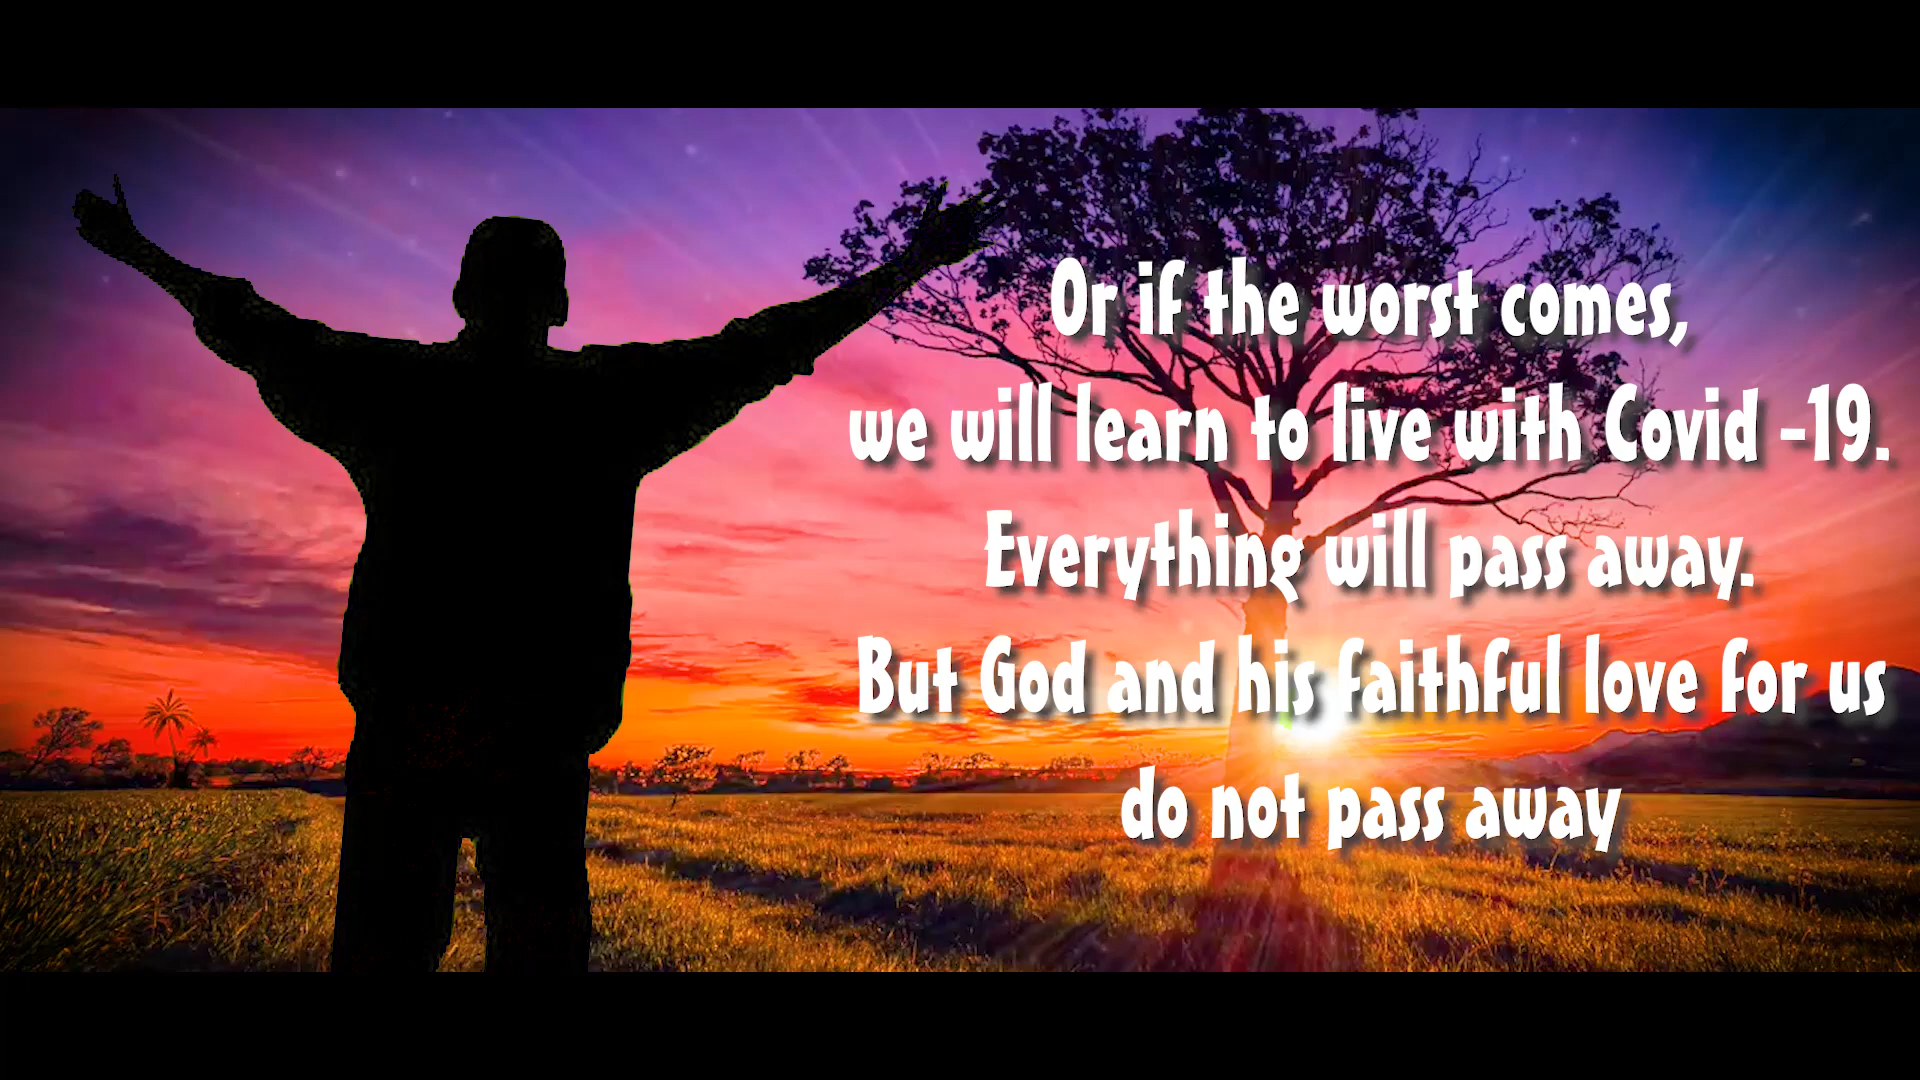 Or if the worst comes,
we will learn to live with Covid -19.
Everything will pass away.
But God and his faithful love for us
do not pass away